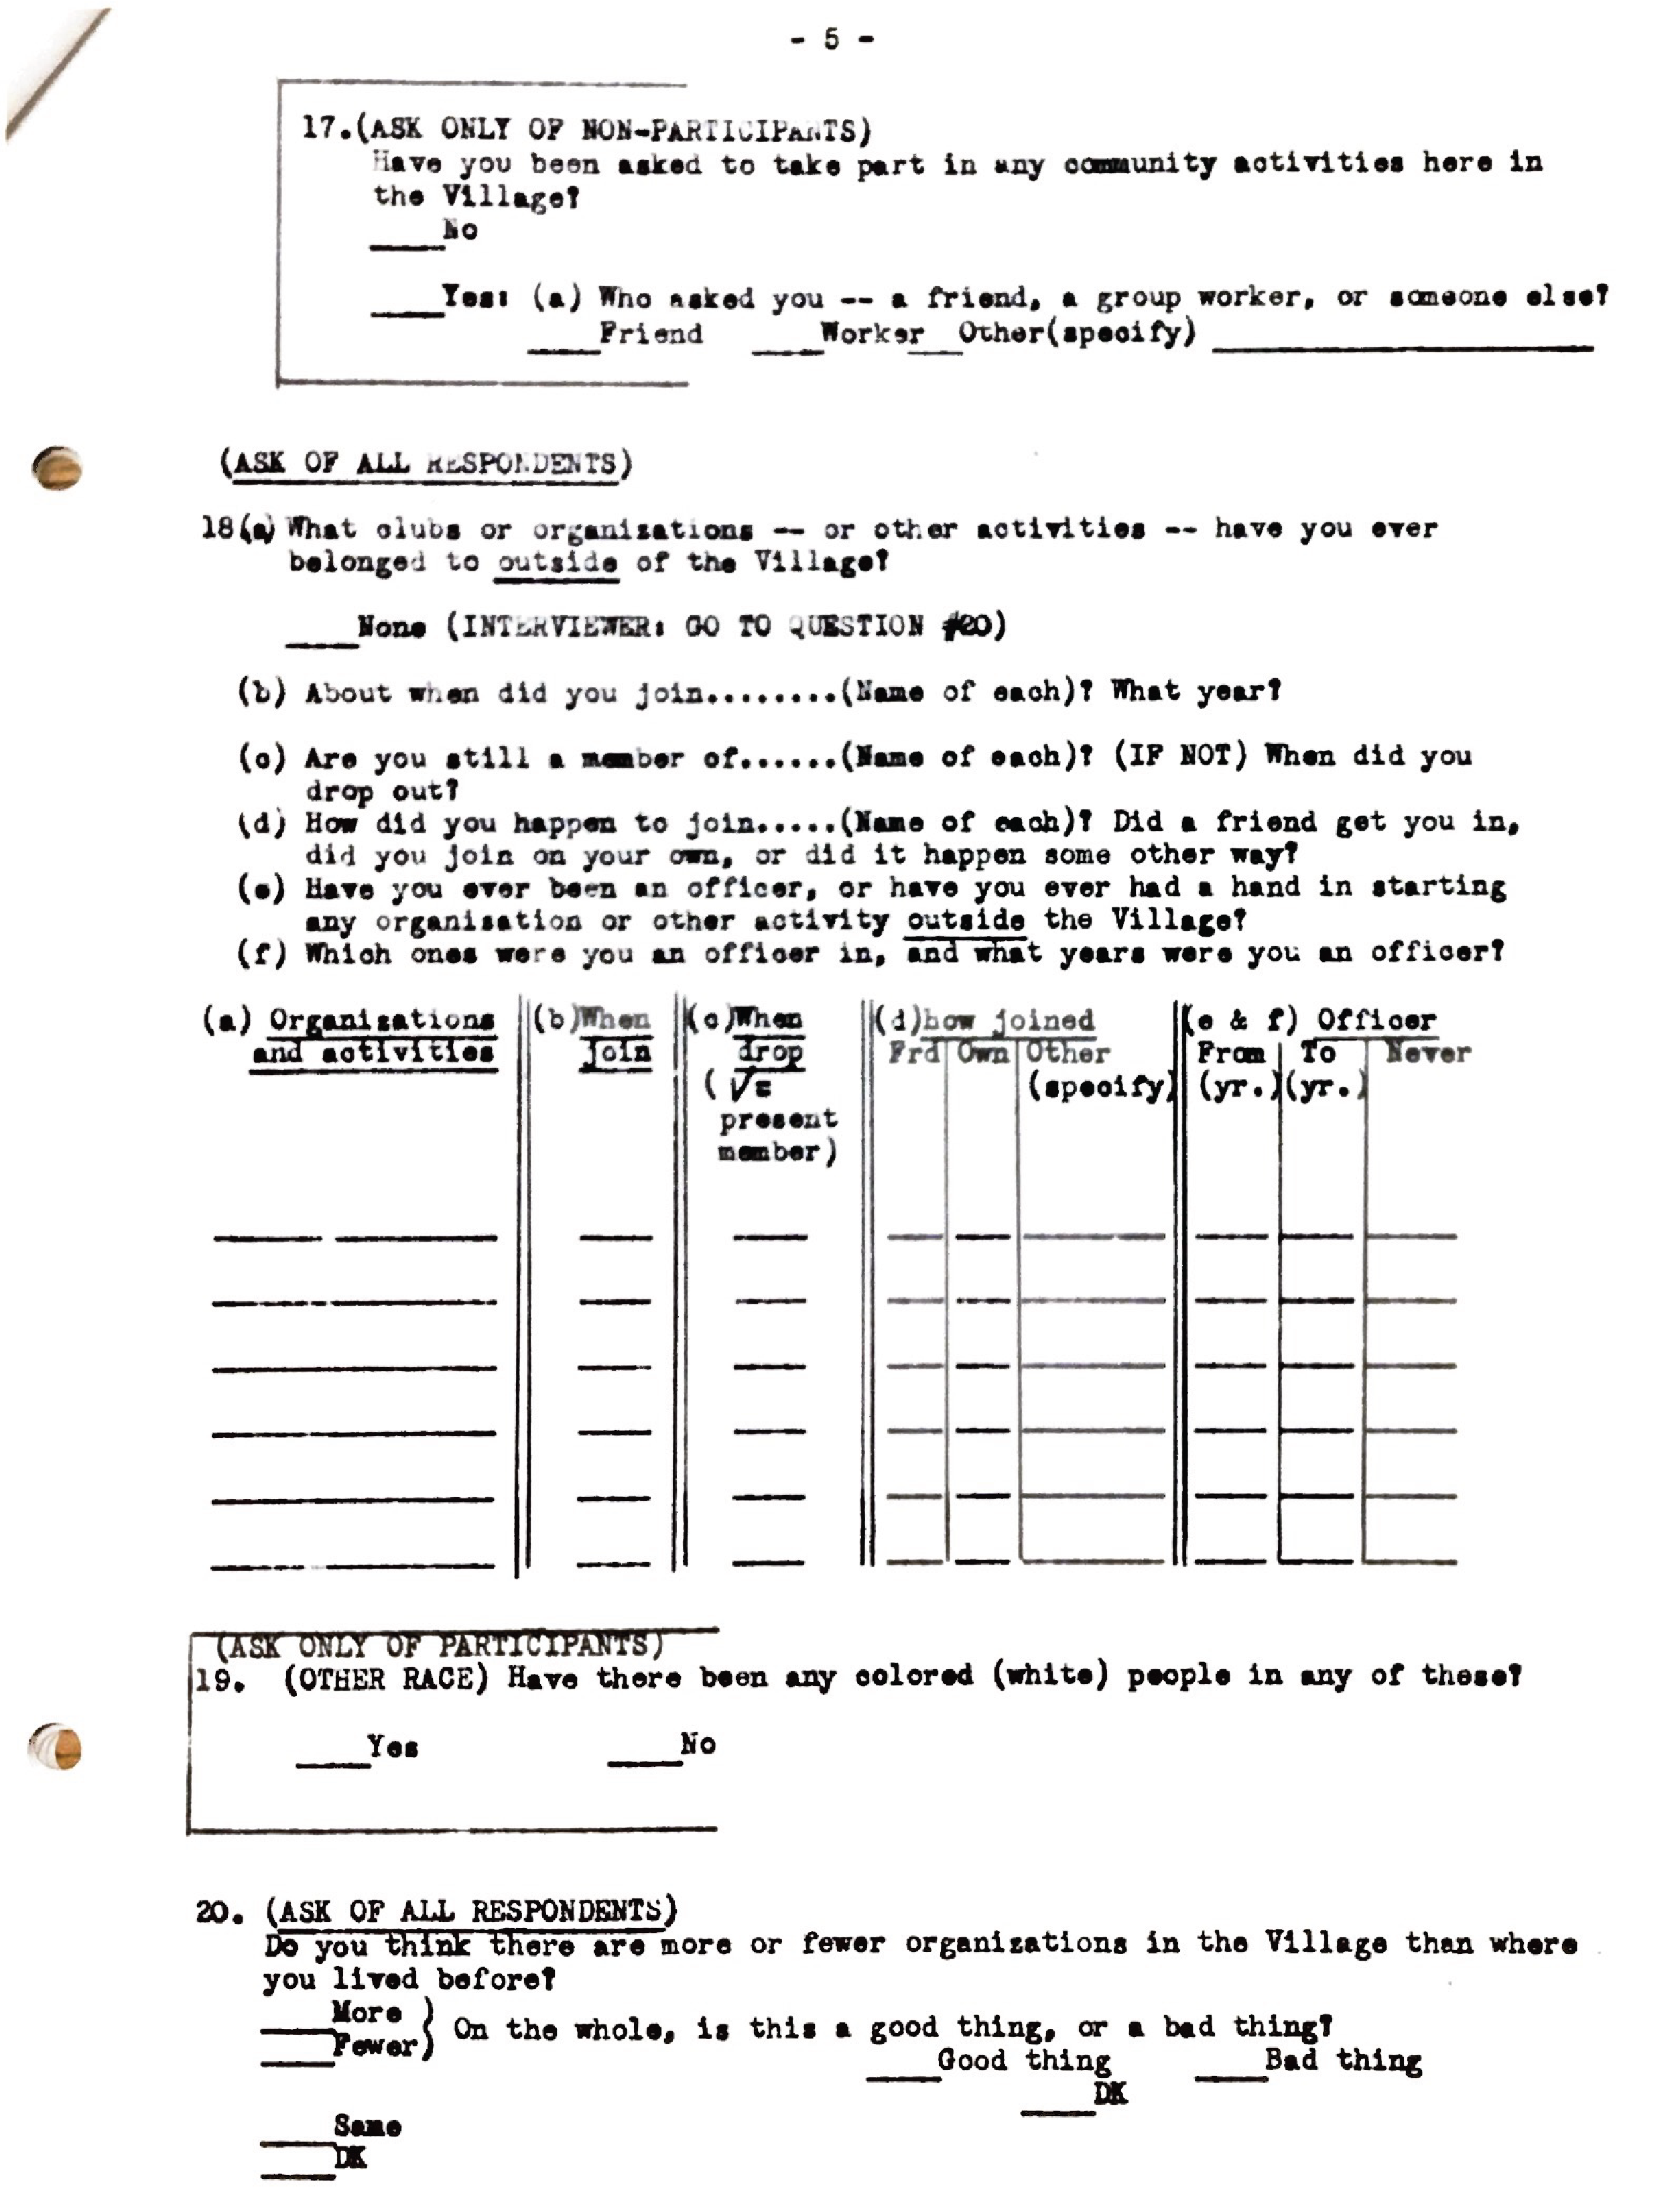 - 5 -
17.(ASK ONLY OF NON-PARTICIPANTS)
Have you been asked to take part in any community activities here in
the Village?
____No
____Yes: (a) Who asked you -- a friend, a group worker, or someone else?
____Friend ____Worker __Other(specify) ____________________
(ASK OF ALL RESPONDENTS)
18(a) What clubs or organizations -- or other activities -- have you ever
belonged to outside of the Village?
____None (INTERVIEWER: GO TO QUESTION #20)
(b) About when did you join........(Name of each)? What year?
(c) Are you still a member of......(Name of each)? (IF NOT) When did you
drop out?
(d) How did you happen to join.....(Name of each)? Did a friend get you in,
did you join on your own, or did it happen some other way?
(e) Have you ever been an officer, or have you ever had a hand in starting
any organization or other activity outside the Village?
(f) Which ones were you an officer in, and what years were you an officer?
(a) Organizations (b)When (c)When (d)how joined (e & f) Officer
and activities join drop Frd Own Other From To Never
(√= (specify) (yr.) (yr.)
present
member)
(ASK ONLY OF PARTICIPANTS)
19. (OTHER RACE) Have there been any colored (white) people in any of these?
____Yes ____No
20. (ASK OF ALL RESPONDENTS)
Do you think there are more or fewer organizations in the Village than where
you lived before?
____More )
____Fewer) On the whole, is this a good thing, or a bad thing?
____Good thing ____Bad thing
____DK
____Same
____DK